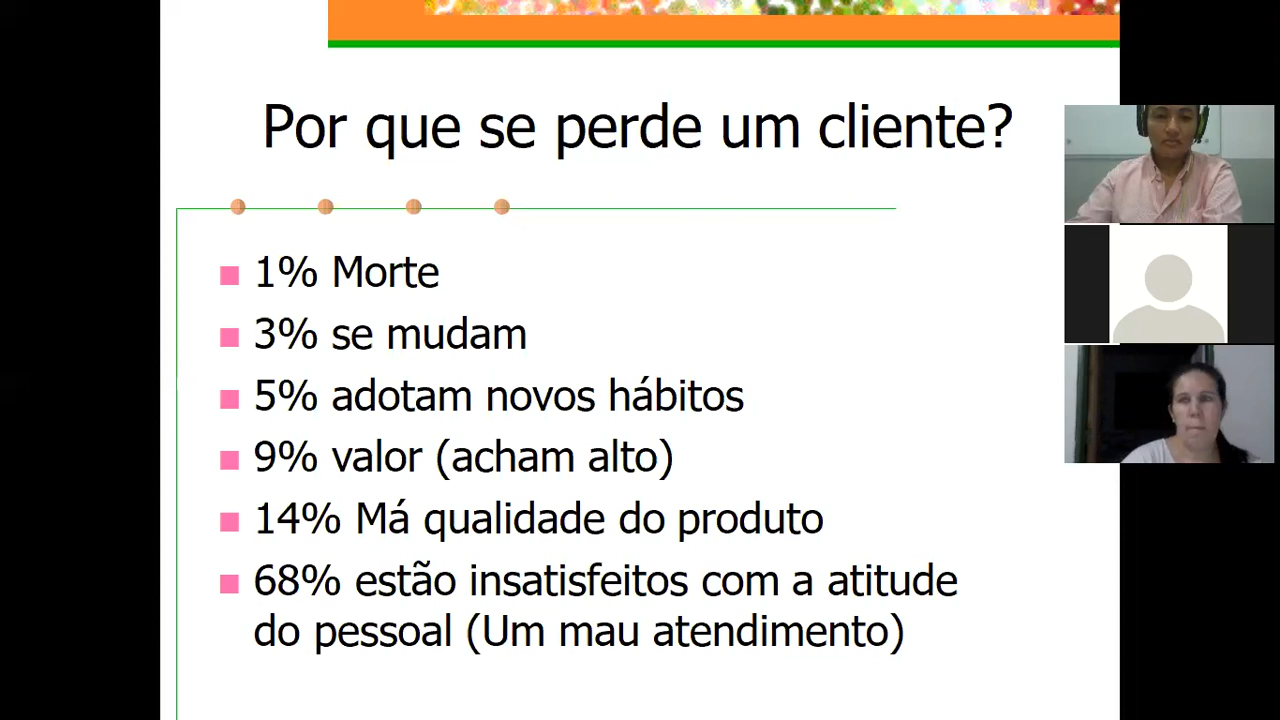 Por que se perde um cliente?
1% Morte
3% se mudam
5% adotam novos hábitos
9% valor (acham alto)
14% Má qualidade do produto
68% estão insatisfeitos com a atitude
do pessoal (Um mau atendimento)